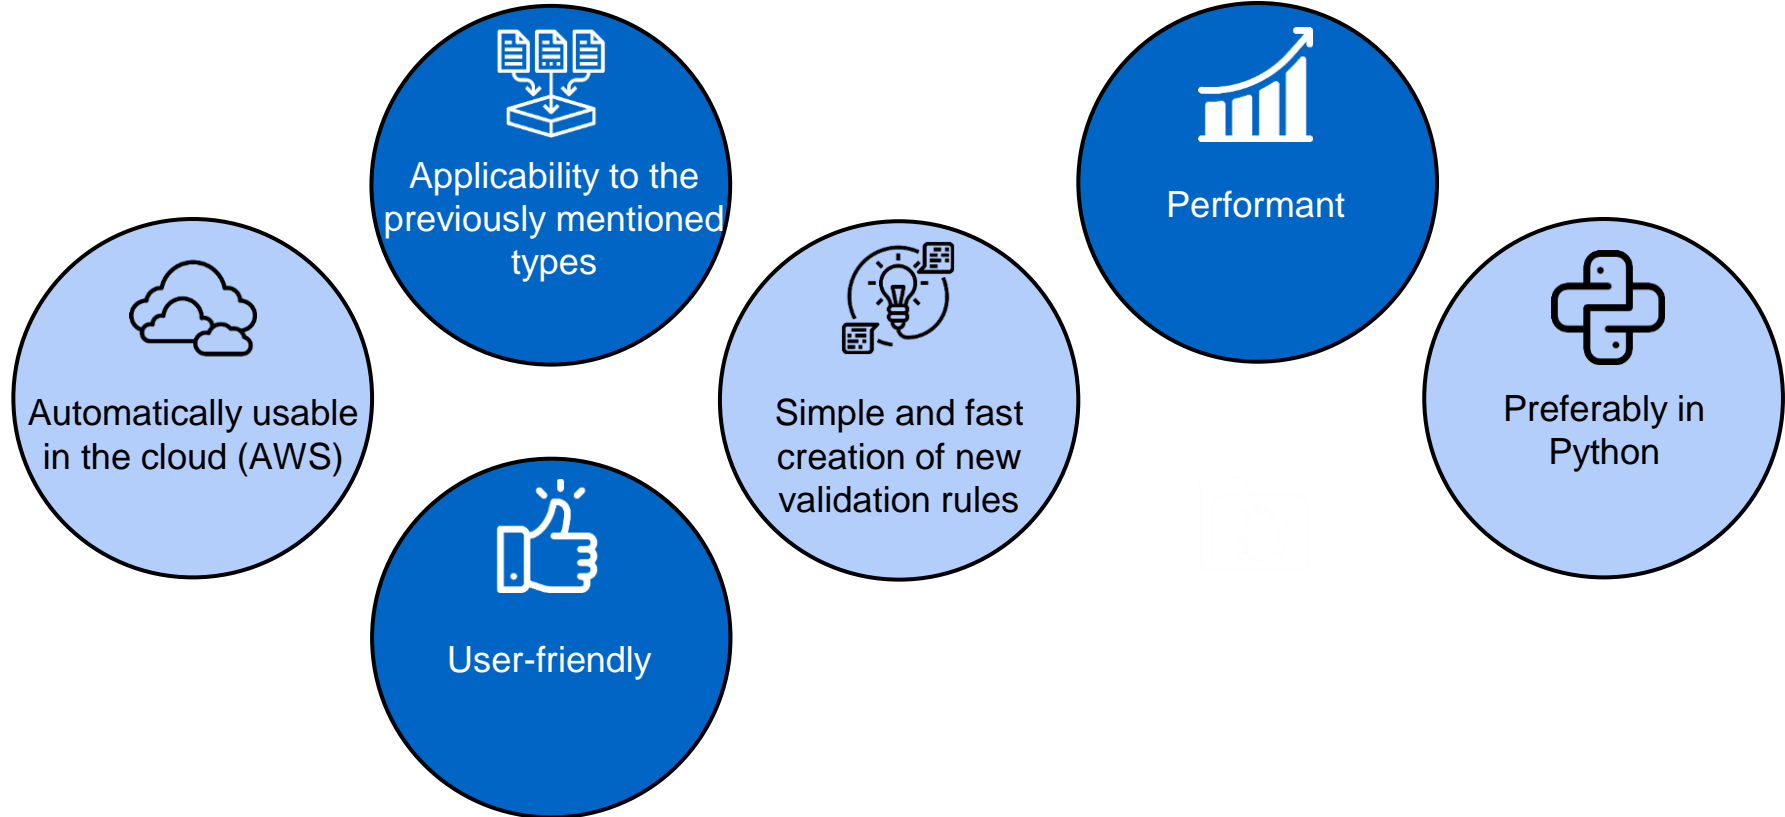 Applicability to the
previously mentioned
types
Performant
Automatically usable
in the cloud (AWS)
Simple and fast
creation of new
validation rules
Preferably in
Python
User-friendly